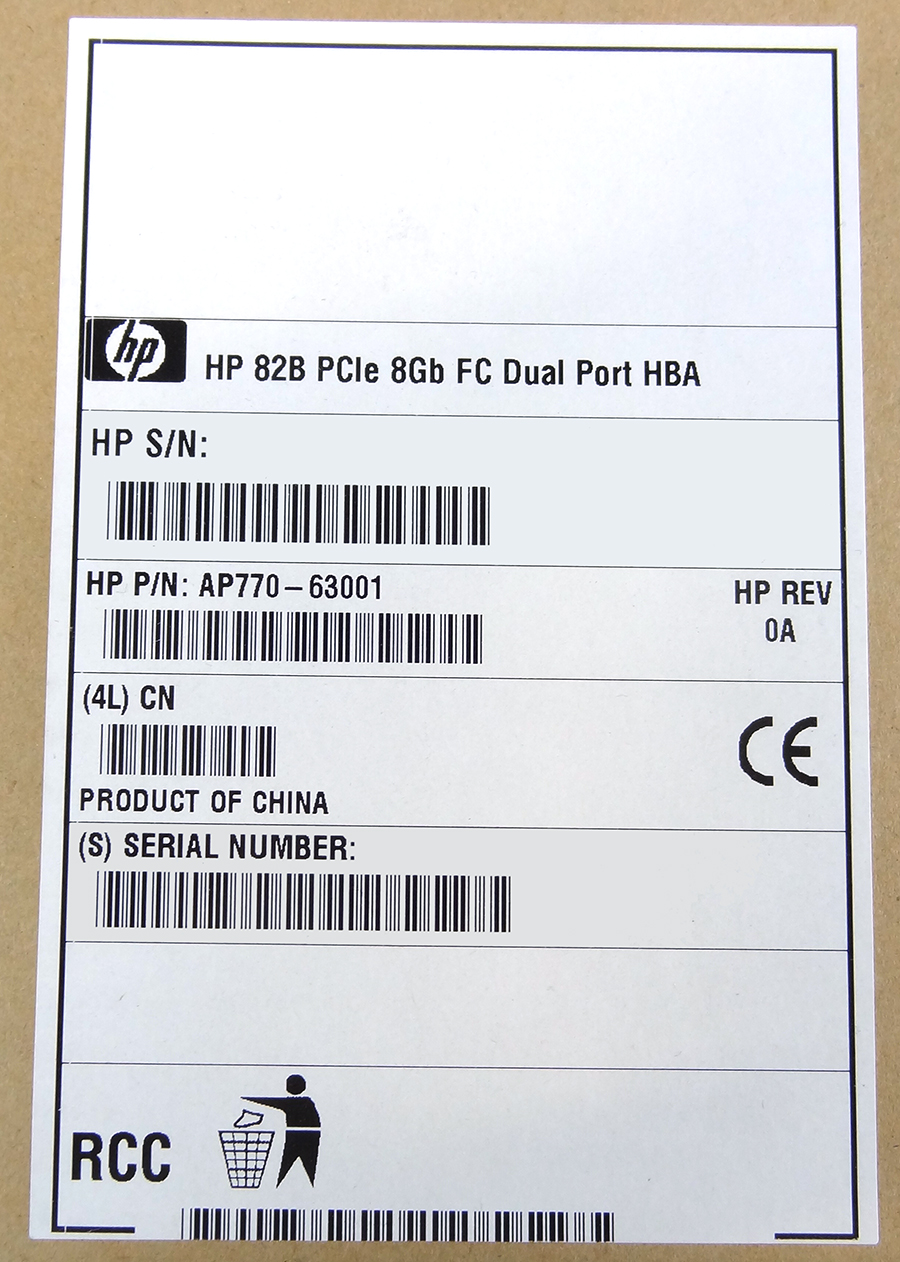 hp
HP 82B PCIe 8Gb FC Dual Port HBA
HP S/N:
HP P/N: AP770-63001
HP REV
0A
(4L) CN
CE
PRODUCT OF CHINA
(S) SERIAL NUMBER:
RCC